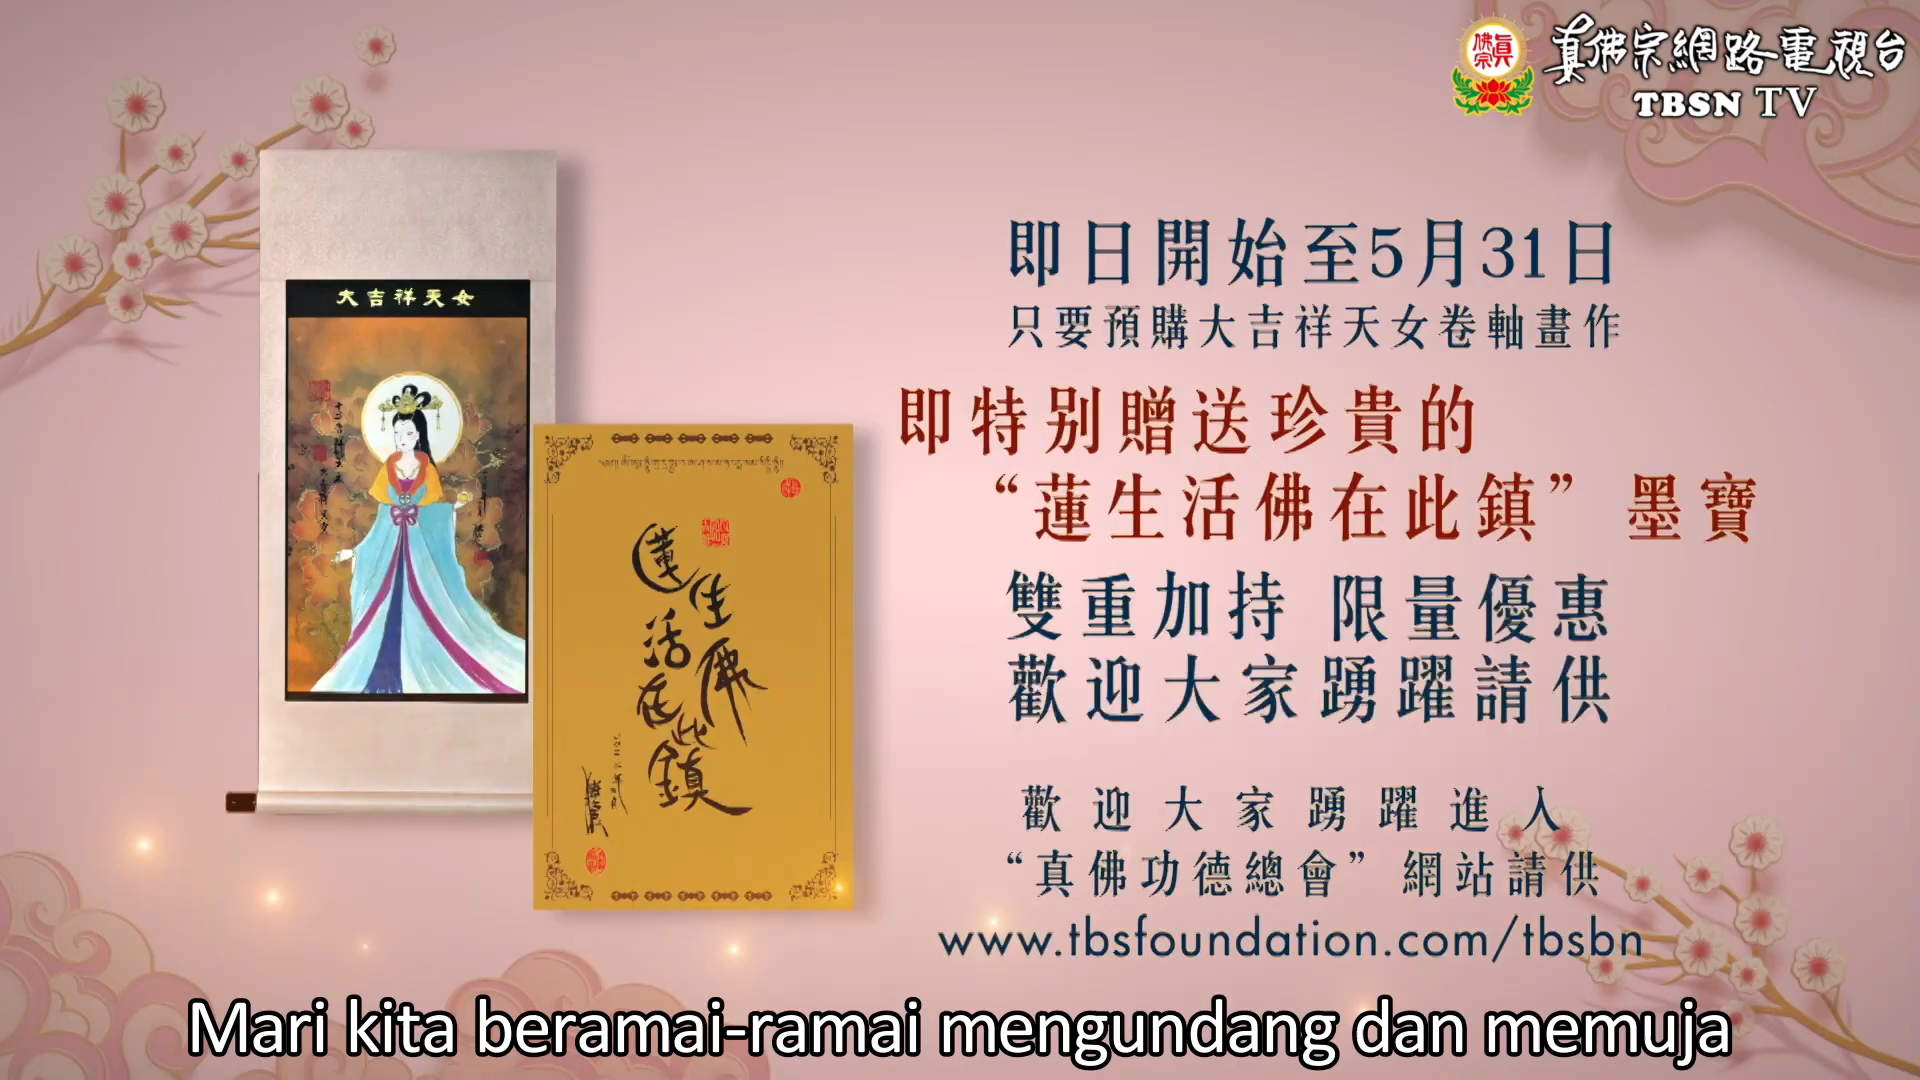 真佛宗網路電視台
TBSN TV
真佛宗
大吉祥天女
即日開始至5月31日
只要預購大吉祥天女卷軸畫作
即特别贈送珍貴的
“蓮生活佛在此鎮”墨寶
雙重加持 限量優惠
歡迎大家踴躍請供
蓮生
活佛
在此
鎮
歡迎大家踴躍進入
“真佛功德總會”網站請供
www.tbsfoundation.com/tbsbn
Mari kita beramai-ramai mengundang dan memuja